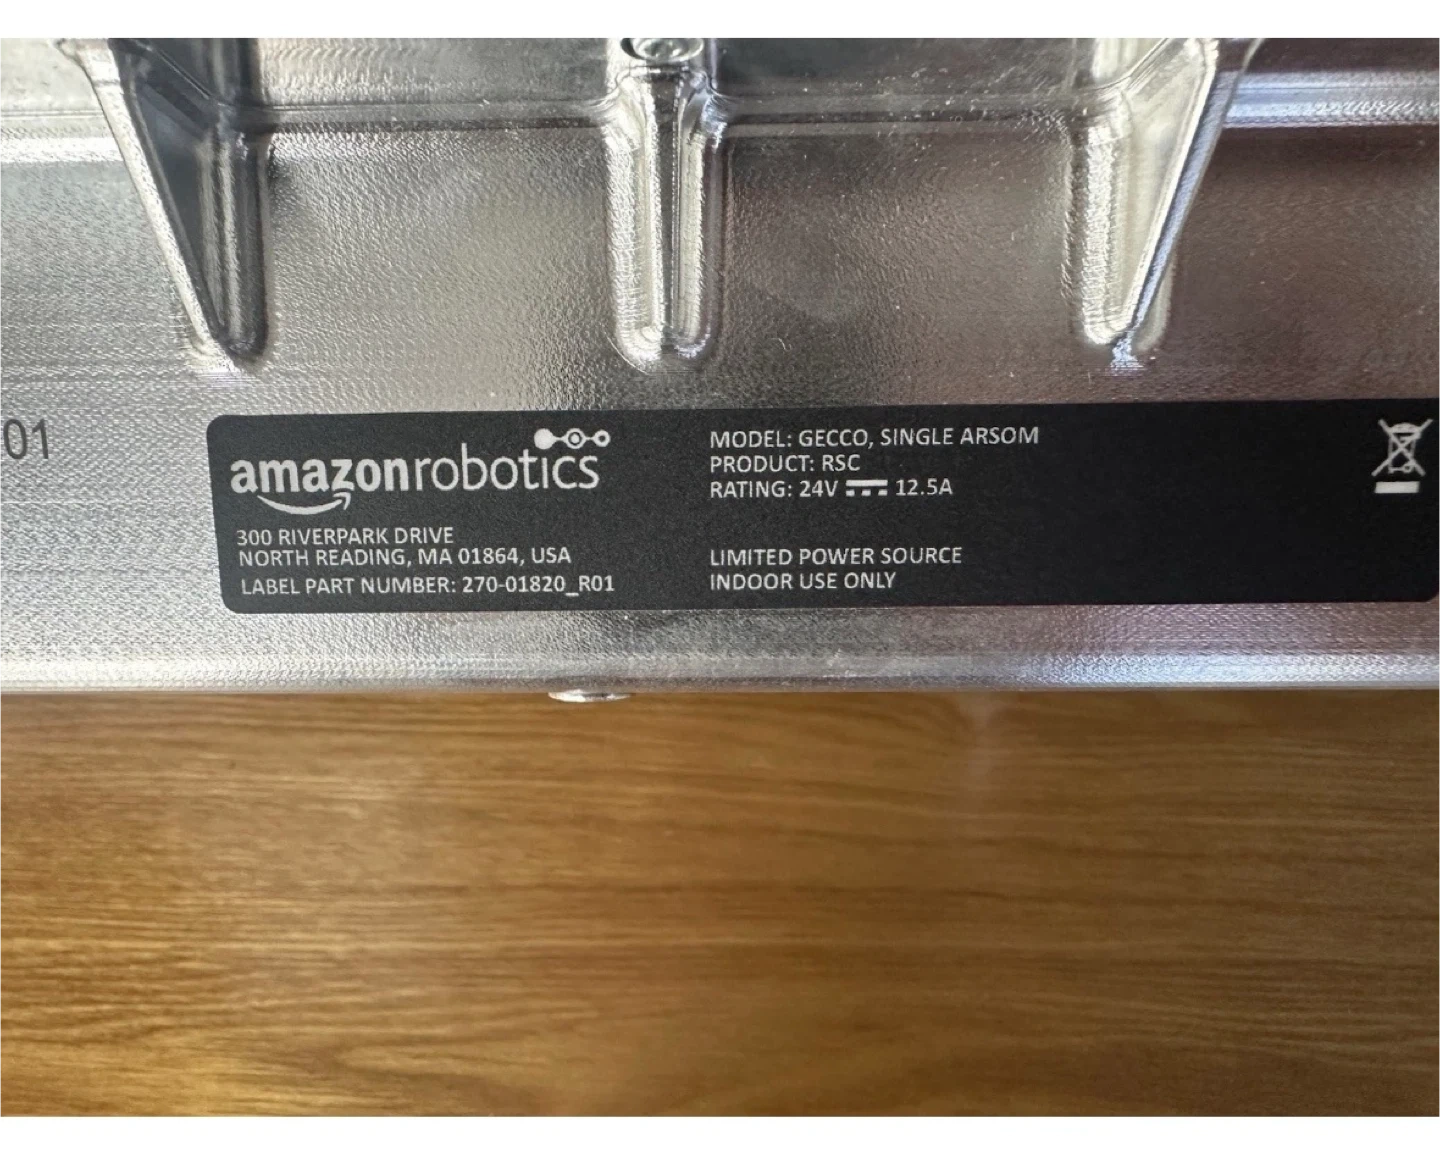 01
amazonrobotics
300 RIVERPARK DRIVE
NORTH READING, MA 01864, USA
LABEL PART NUMBER: 270-01820_R01
MODEL: GECCO, SINGLE ARSOM
PRODUCT: RSC
RATING: 24V ⎓ 12.5A
LIMITED POWER SOURCE
INDOOR USE ONLY